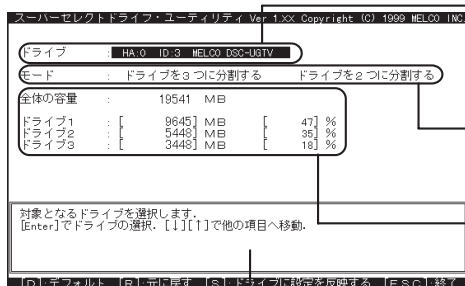 スーパーセレクトドライブ・ユーティリティ Ver 1.XX Copyright (C) 1999 MELCO INC.
ドライブ : HA:0 ID:3 MELCO DSC-UGTV
モード : ドライブを3つに分割する ドライブを2つに分割する
全体の容量 : 19541 MB
ドライブ1 : [ 9645] MB [ 47] %
ドライブ2 : [ 5448] MB [ 35] %
ドライブ3 : [ 3448] MB [ 18] %
対象となるドライブを選択します.
[Enter]でドライブの選択. [↓][↑]で他の項目へ移動.
[D]:デフォルト [R]:元に戻す [S]:ドライブに設定を反映する [ESC]:終了